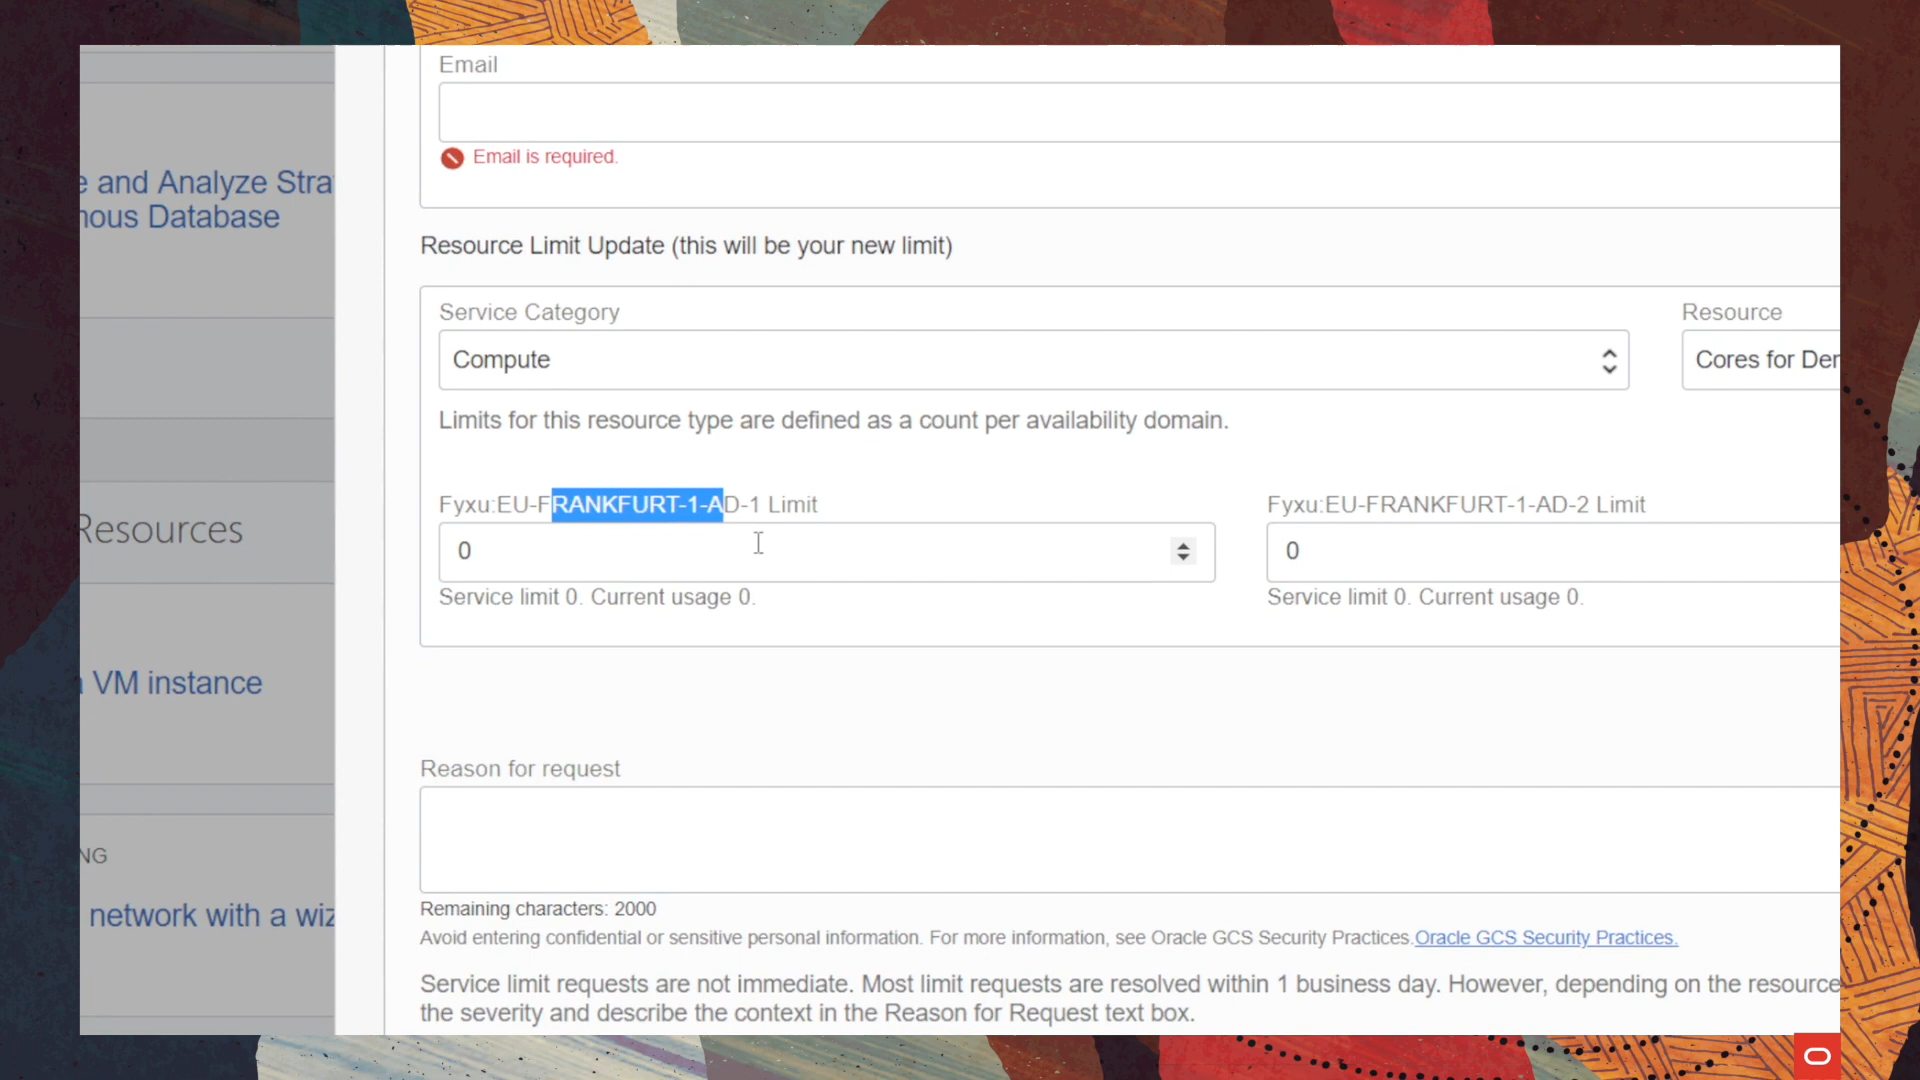 Email
Email is required.
e and Analyze Stra
nous Database
Resource Limit Update (this will be your new limit)
Service Category
Resource
Compute
Cores for Der
Limits for this resource type are defined as a count per availability domain.
Fyxu:EU-FRANKFURT-1-AD-1 Limit
Fyxu:EU-FRANKFURT-1-AD-2 Limit
0
0
Service limit 0. Current usage 0.
Service limit 0. Current usage 0.
Resources
VM instance
Reason for request
NG
network with a wiz
Remaining characters: 2000
Avoid entering confidential or sensitive personal information. For more information, see Oracle GCS Security Practices.Oracle GCS Security Practices.
Service limit requests are not immediate. Most limit requests are resolved within 1 business day. However, depending on the resource
the severity and describe the context in the Reason for Request text box.